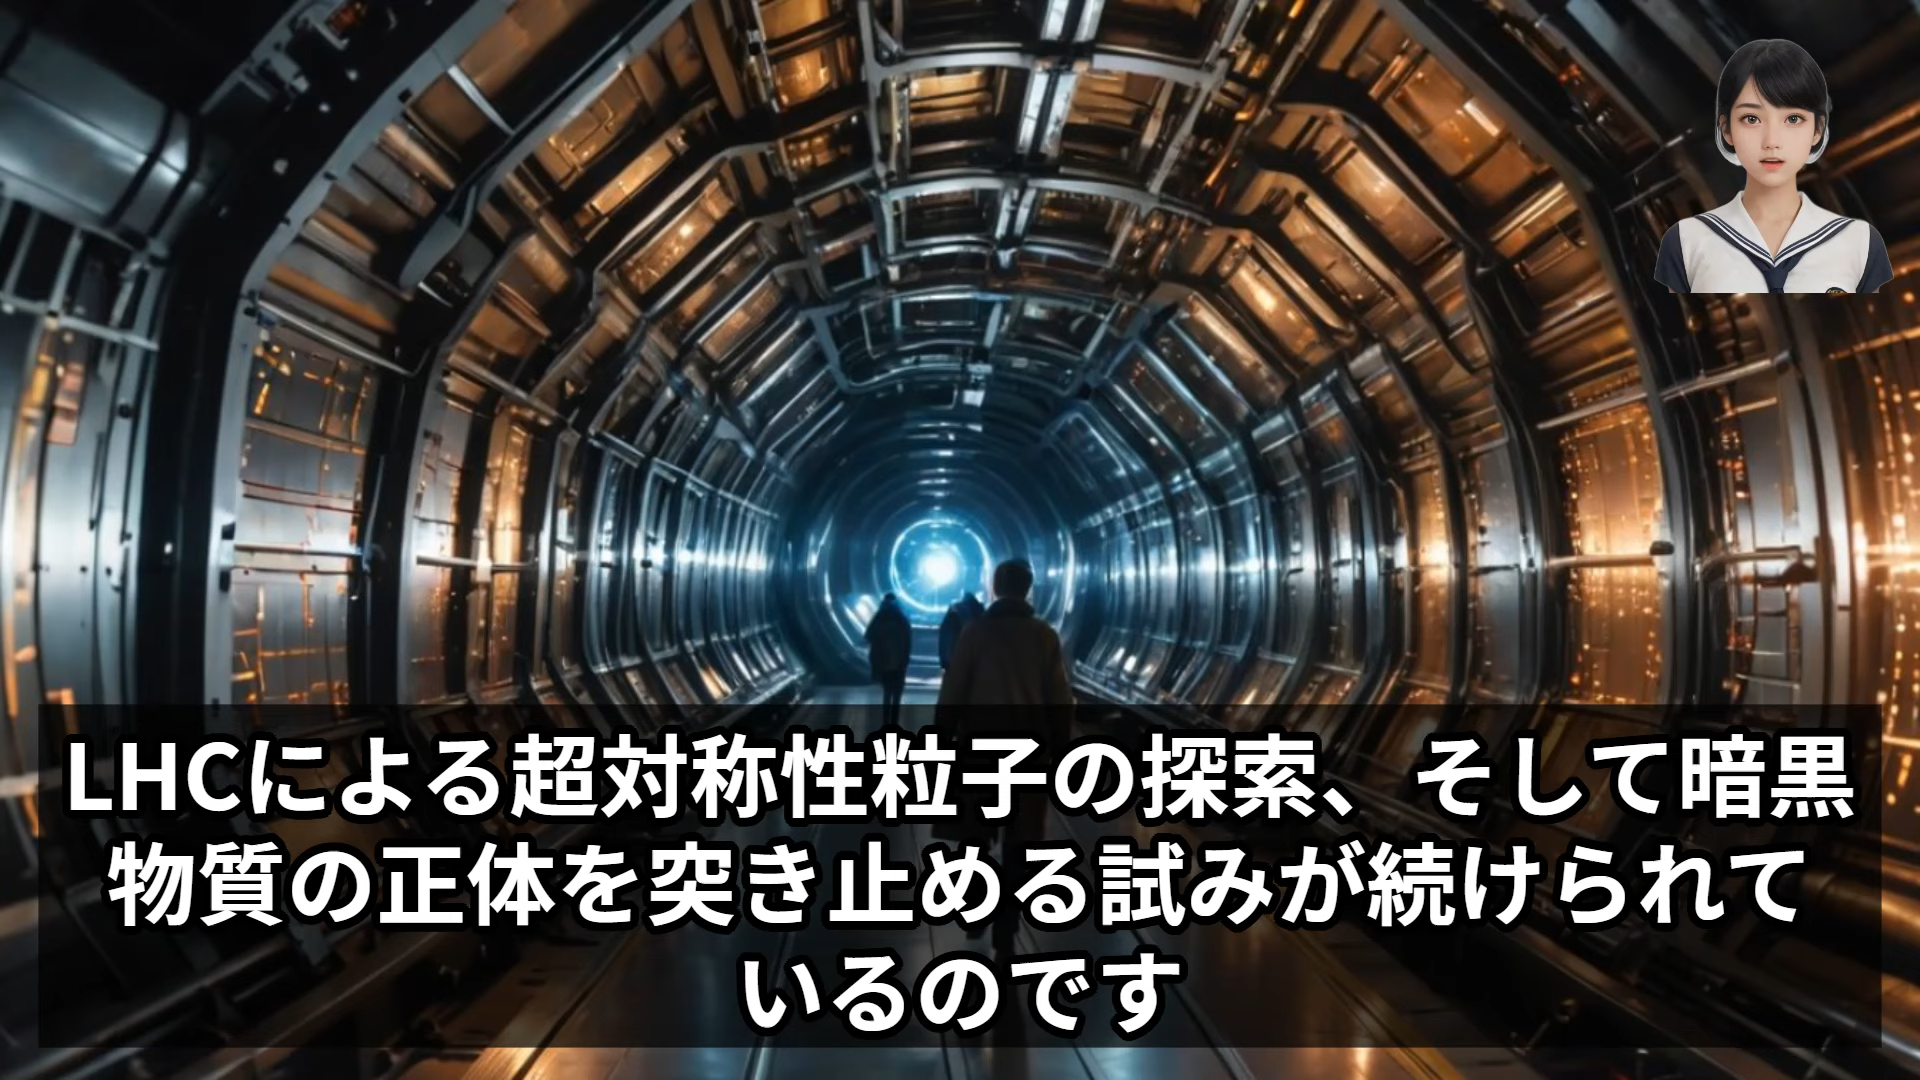 LHCによる超対称性粒子の探索、そして暗黒
物質の正体を突き止める試みが続けられて
いるのです